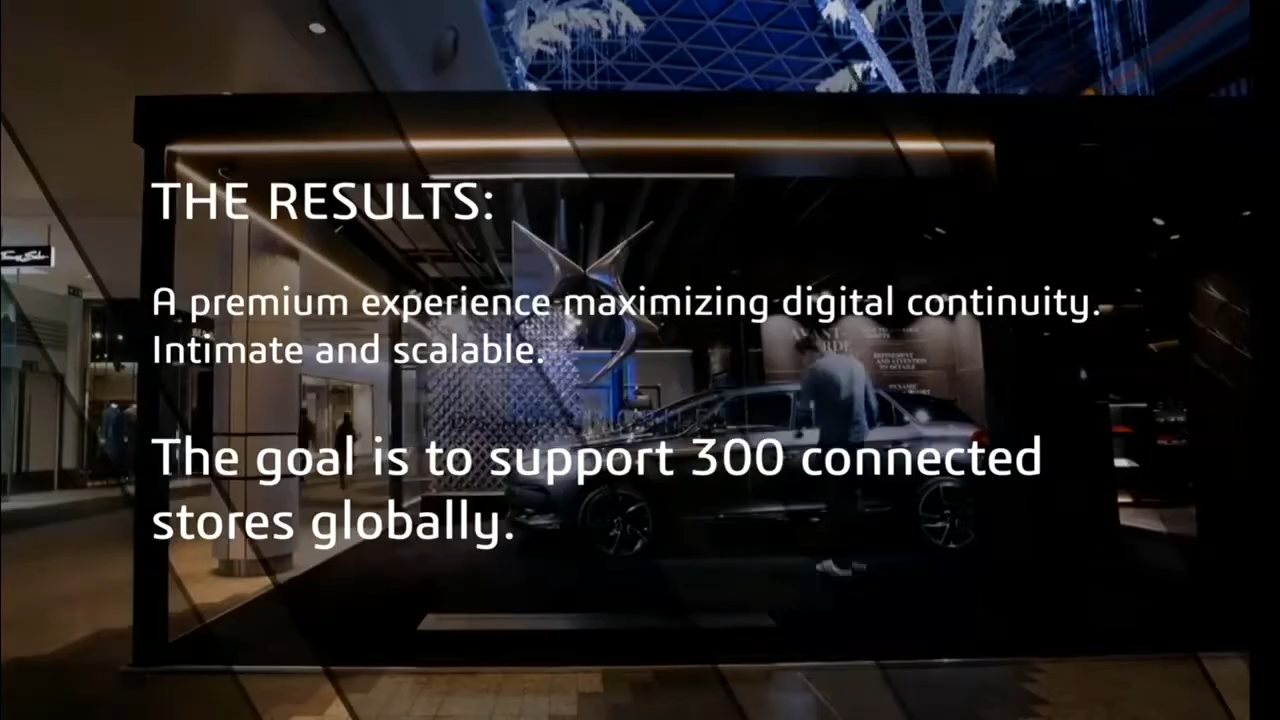 THE RESULTS:
A premium experience maximizing digital continuity.
Intimate and scalable.
The goal is to support 300 connected
stores globally.